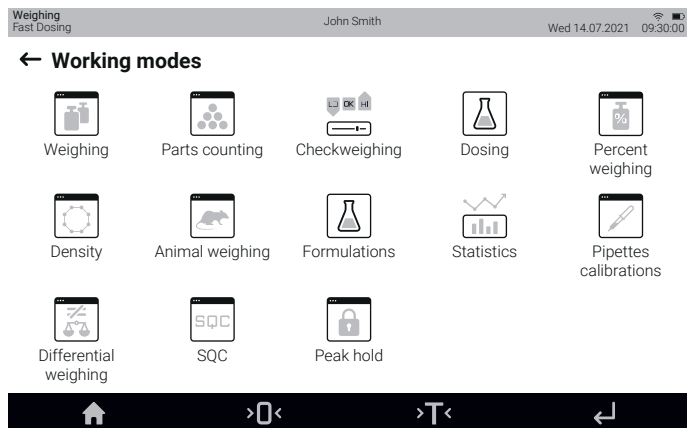 Weighing
Fast Dosing
John Smith
Wed 14.07.2021 09:30:00
Working modes
LO OK HI
%
Weighing
Parts counting
Checkweighing
Dosing
Percent
weighing
Density
Animal weighing
Formulations
Statistics
Pipettes
calibrations
SQC
Differential
weighing
SQC
Peak hold
>0<
>T<